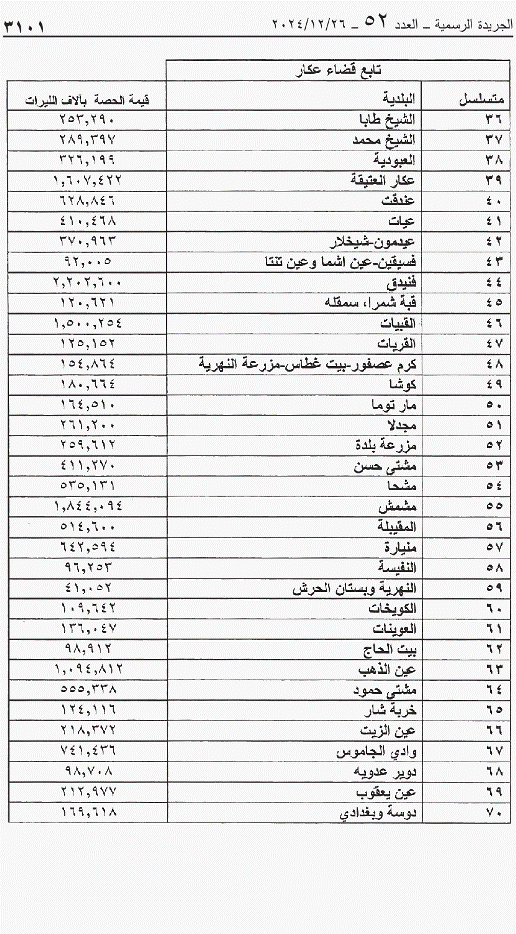 الجريدة الرسمية ــ العدد ٥٢ ــ ٢٠٢٤/١٢/٢٦ ٣١٠١
تابع قضاء عكار
متسلسل البلدية قيمة الحصة بآلاف الليرات
٣٦ الشيخ طابا ٢٥٣,٢٩٠
٣٧ الشيخ محمد ٢٨٩,٣٩٧
٣٨ العبودية ٣٢٦,١٩٩
٣٩ عكار العتيقة ١,٦٠٧,٤٢٢
٤٠ عندقت ٦٢٨,٨٤٦
٤١ عيات ٤١٠,٤٦٨
٤٢ عيدمون-شيخلار ٣٧٠,٩٦٣
٤٣ فسيقين-عين اشما وعين تنتا ٩٢,٠٠٥
٤٤ فنيدق ٢,٢٠٢,٦٠٠
٤٥ قبة شمرا، سمقله ١٢٠,٦٢١
٤٦ القبيات ١,٥٠٠,٢٥٤
٤٧ القريات ١٢٥,١٥٢
٤٨ كرم عصفور-بيت غطاس-مزرعة النهرية ١٥٤,٨٦٤
٤٩ كوشا ١٨٠,٦٦٤
٥٠ مار توما ١٦٤,٥١٠
٥١ مجدلا ٢٦١,٢٠٠
٥٢ مزرعة بلدة ٢٥٩,٦١٢
٥٣ مشتى حسن ٤١١,٢٧٠
٥٤ مشحا ٥٣٥,١٣١
٥٥ مشمش ١,٨٤٤,٠٩٤
٥٦ المقيبلة ٥١٤,٦٠٠
٥٧ منيارة ٦٤٢,٥٩٤
٥٨ النفيسة ٩٦,٢٥٣
٥٩ النهرية وبستان الحرش ٤١,٠٥٢
٦٠ الكويخات ١٠٩,٦٤٢
٦١ العوينات ١٣٦,٠٤٧
٦٢ بيت الحاج ٩٨,٩١٢
٦٣ عين الذهب ١,٠٩٤,٨١٢
٦٤ مشتى حمود ٥٥٥,٣٣٨
٦٥ خربة شار ١٢٤,١١٦
٦٦ عين الزيت ٢١٨,٣٧٢
٦٧ وادي الجاموس ٧٤١,٤٣٦
٦٨ دوير عدويه ٩٨,٧٠٨
٦٩ عين يعقوب ٢١٢,٩٧٧
٧٠ دوسة وبغدادي ١٦٩,٦١٨